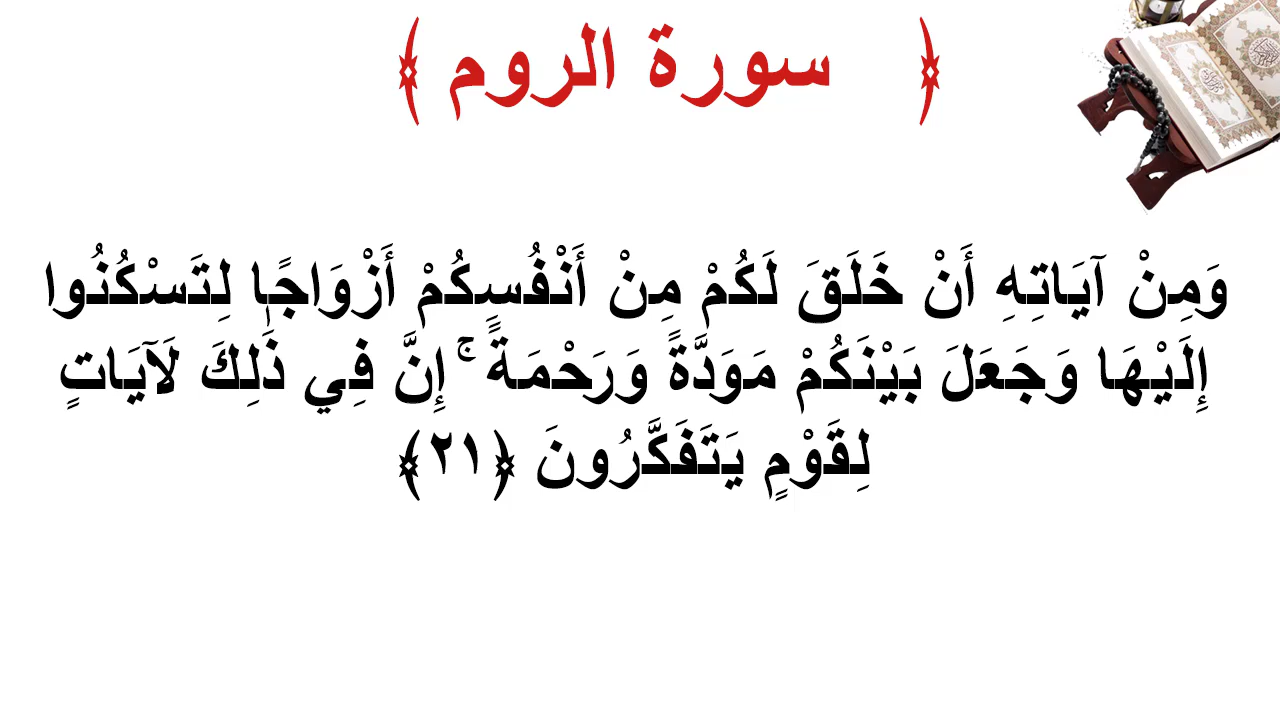 ﴿ سورة الروم ﴾
وَمِنْ آيَاتِهِ أَنْ خَلَقَ لَكُمْ مِنْ أَنْفُسِكُمْ أَزْوَاجًا لِتَسْكُنُوا
إِلَيْهَا وَجَعَلَ بَيْنَكُمْ مَوَدَّةً وَرَحْمَةً ۚ إِنَّ فِي ذَٰلِكَ لَآيَاتٍ
لِقَوْمٍ يَتَفَكَّرُونَ ﴿٢١﴾